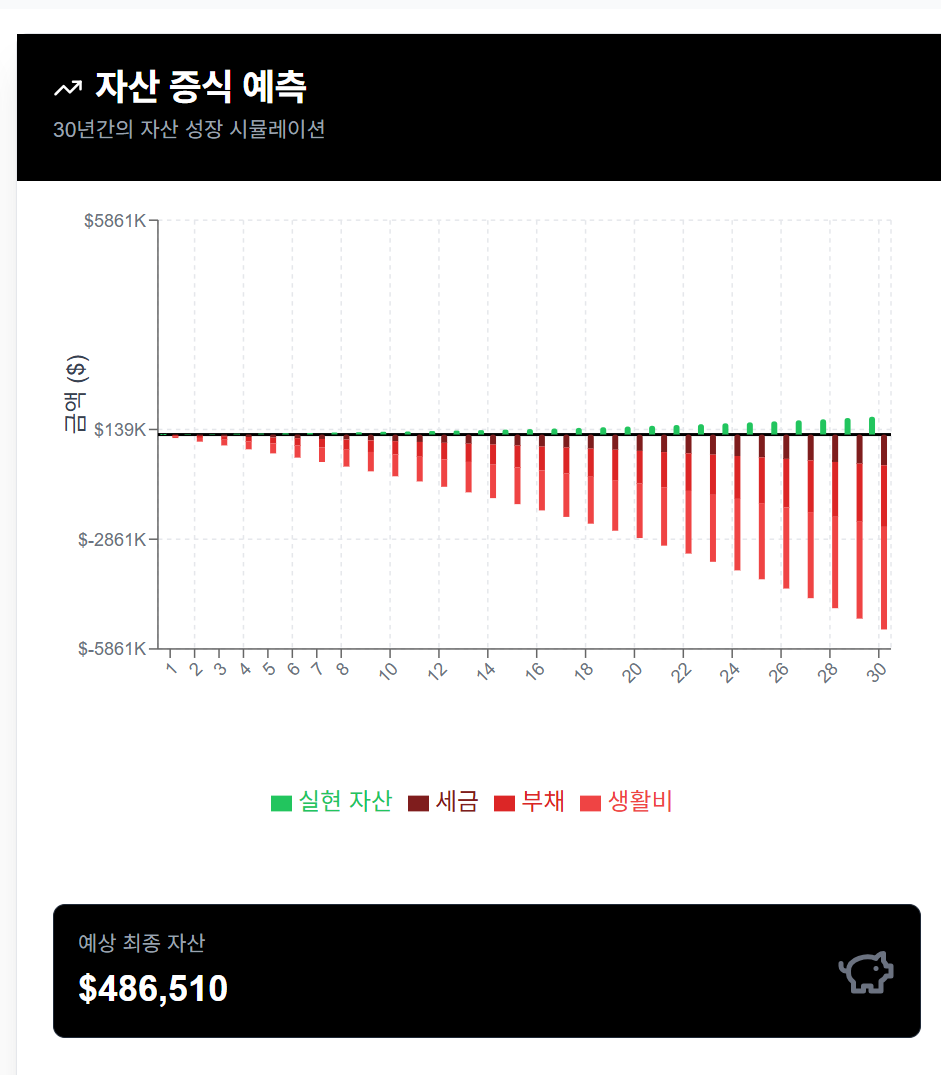 자산 증식 예측
30년간의 자산 성장 시뮬레이션
금액 ($)
$5861K
$139K
$-2861K
$-5861K
1 2 3 4 5 6 7 8 10 12 14 16 18 20 22 24 26 28 30
실현 자산 세금 부채 생활비
예상 최종 자산
$486,510